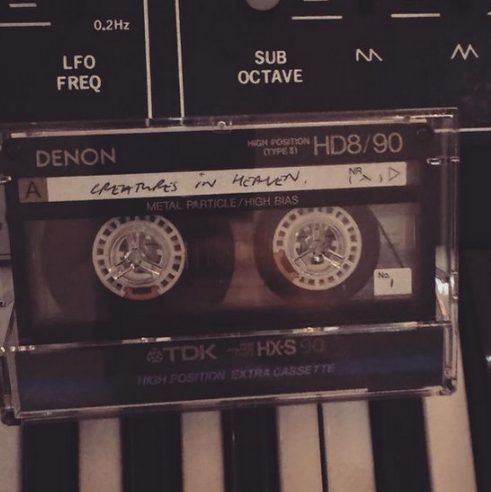 0.2Hz
LFO
FREQ
SUB
OCTAVE
DENON
HIGH POSITION
(TYPE II)
HD8/90
A
CREATURES IN HEAVEN.
NR
METAL PARTICLE/HIGH BIAS
No.
1
TDK
HX-S 90
HIGH POSITION EXTRA CASSETTE